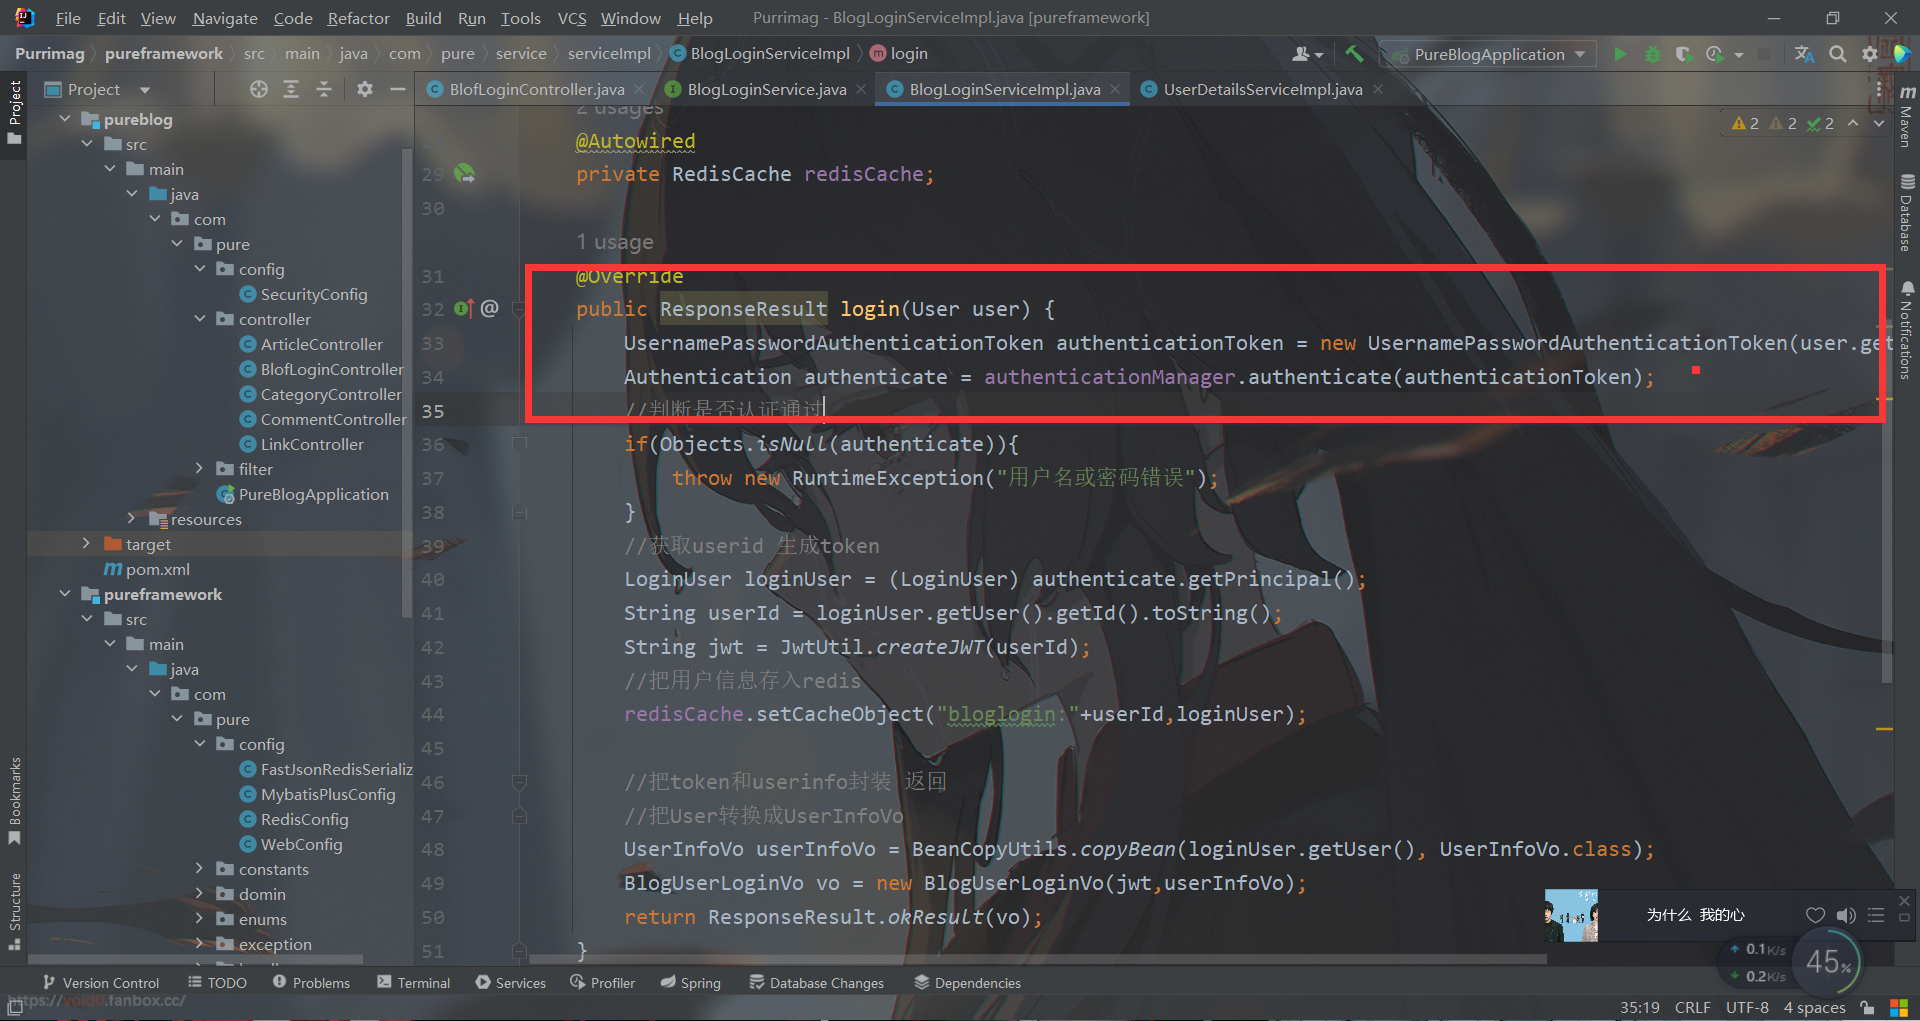 File Edit View Navigate Code Refactor Build Run Tools VCS Window Help Purrimag - BlogLoginServiceImpl.java [pureframework]
Purrimag pureframework src main java com pure service serviceImpl BlogLoginServiceImpl login PureBlogApplication
Project
BlofLoginController.java BlogLoginService.java BlogLoginServiceImpl.java UserDetailsServiceImpl.java
Project
Bookmarks
Structure
Maven
Database
Notifications
pureblog
src
main
java
com
pure
config
SecurityConfig
controller
ArticleController
BlofLoginController
CategoryController
CommentController
LinkController
filter
PureBlogApplication
resources
target
pom.xml
pureframework
src
main
java
com
pure
config
FastJsonRedisSerializ
MybatisPlusConfig
RedisConfig
WebConfig
constants
domin
enums
exception
2 usages
2 2 2
@Autowired
29 private RedisCache redisCache;
30
1 usage
31 @Override
32 public ResponseResult login(User user) {
33 UsernamePasswordAuthenticationToken authenticationToken = new UsernamePasswordAuthenticationToken(user.get
34 Authentication authenticate = authenticationManager.authenticate(authenticationToken);
35 //判断是否认证通过
36 if(Objects.isNull(authenticate)){
37 throw new RuntimeException("用户名或密码错误");
38 }
39 //获取userid 生成token
40 LoginUser loginUser = (LoginUser) authenticate.getPrincipal();
41 String userId = loginUser.getUser().getId().toString();
42 String jwt = JwtUtil.createJWT(userId);
43 //把用户信息存入redis
44 redisCache.setCacheObject("bloglogin:"+userId,loginUser);
45
46 //把token和userinfo封装 返回
47 //把User转换成UserInfoVo
48 UserInfoVo userInfoVo = BeanCopyUtils.copyBean(loginUser.getUser(), UserInfoVo.class);
49 BlogUserLoginVo vo = new BlogUserLoginVo(jwt,userInfoVo);
50 return ResponseResult.okResult(vo);
51 }
为什么 我的心
0.1K/s
0.2K/s
45%
Version Control TODO Problems Terminal Services Profiler Spring Database Changes Dependencies
https://void0.fanbox.cc/
35:19 CRLF UTF-8 4 spaces